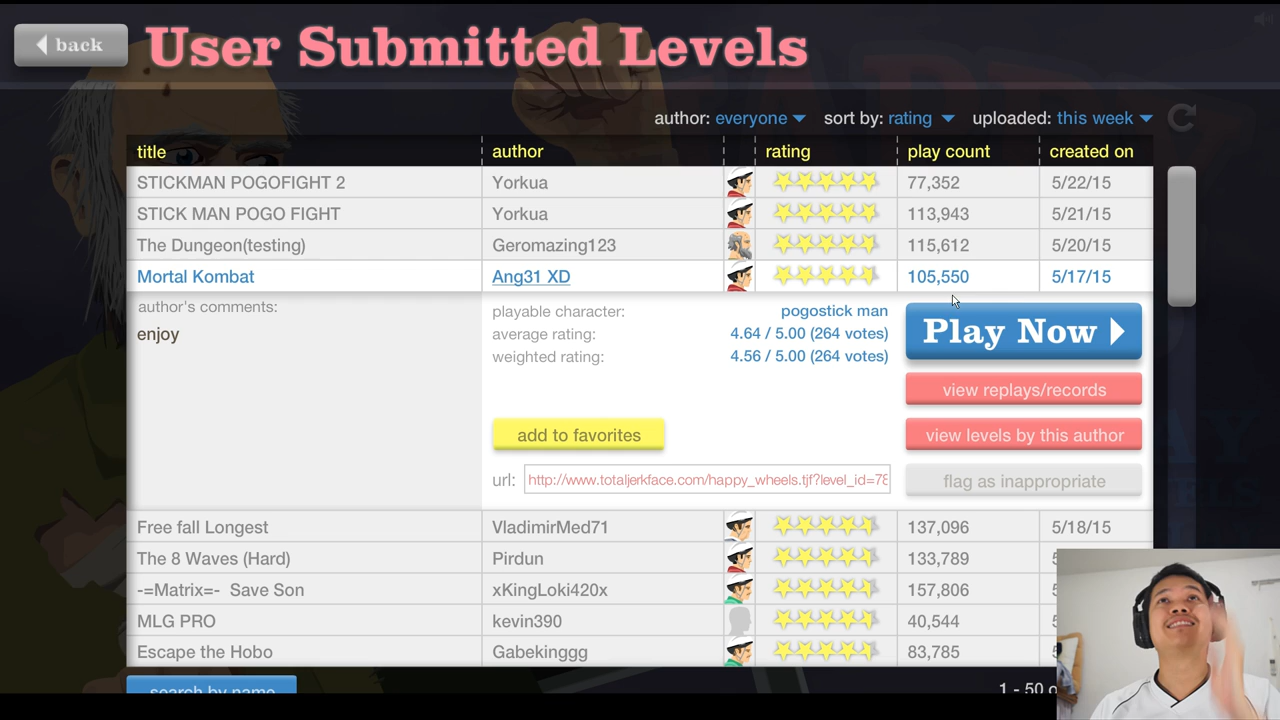 back
User Submitted Levels
author: everyone sort by: rating uploaded: this week
title author rating play count created on
STICKMAN POGOFIGHT 2 Yorkua 77,352 5/22/15
STICK MAN POGO FIGHT Yorkua 113,943 5/21/15
The Dungeon(testing) Geromazing123 115,612 5/20/15
Mortal Kombat Ang31 XD 105,550 5/17/15
author's comments:
enjoy
playable character: pogostick man
average rating: 4.64 / 5.00 (264 votes)
weighted rating: 4.56 / 5.00 (264 votes)
Play Now
view replays/records
add to favorites
view levels by this author
url: http://www.totaljerkface.com/happy_wheels.tjf?level_id=78
flag as inappropriate
Free fall Longest VladimirMed71 137,096 5/18/15
The 8 Waves (Hard) Pirdun 133,789
-=Matrix=- Save Son xKingLoki420x 157,806
MLG PRO kevin390 40,544
Escape the Hobo Gabekinggg 83,785
search by name
1 - 50